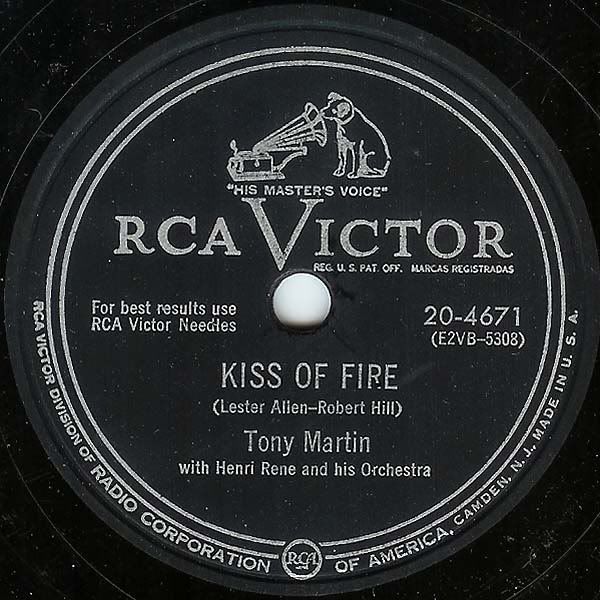 "HIS MASTER'S VOICE"
RCA VICTOR
REG. U. S. PAT. OFF. MARCAS REGISTRADAS
For best results use
RCA Victor Needles
20-4671
(E2VB-5308)
KISS OF FIRE
(Lester Allen-Robert Hill)
Tony Martin
with Henri Rene and his Orchestra
RCA VICTOR DIVISION OF RADIO CORPORATION OF AMERICA, CAMDEN, N. J. MADE IN U. S. A.
RCA